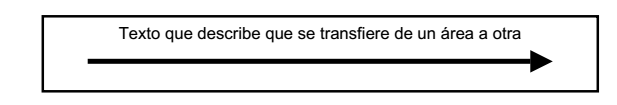 Texto que describe que se transfiere de un área a otra